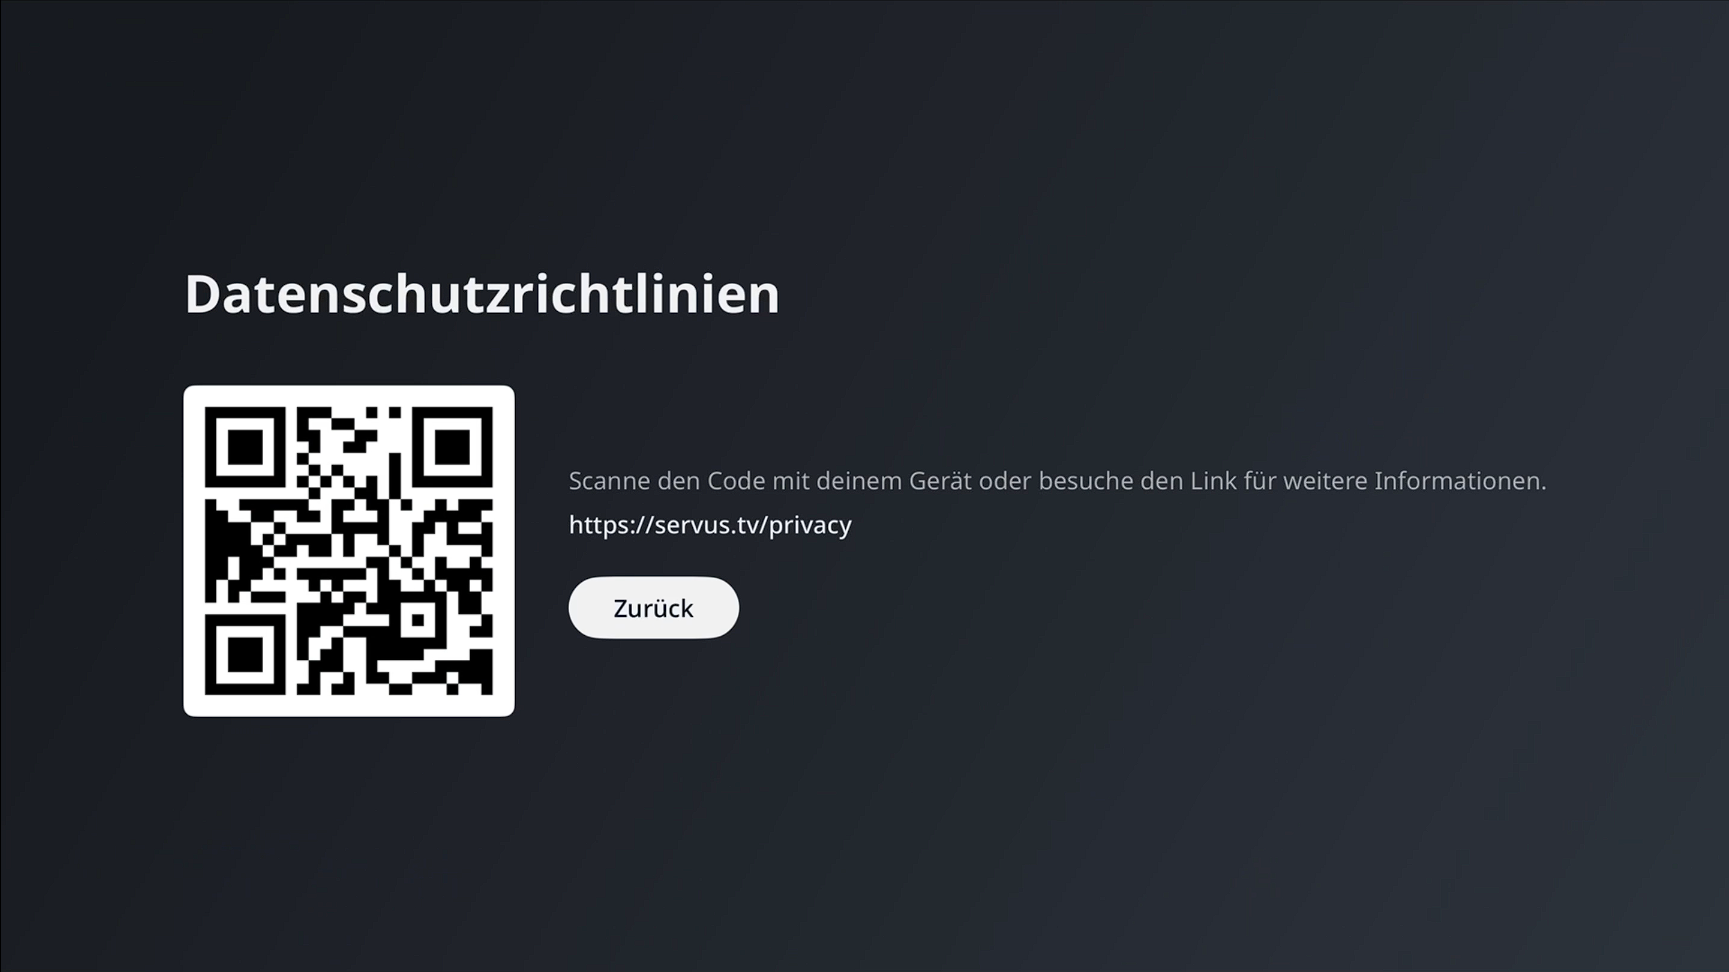 Datenschutzrichtlinien
Scanne den Code mit deinem Gerät oder besuche den Link für weitere Informationen.
https://servus.tv/privacy
Zurück